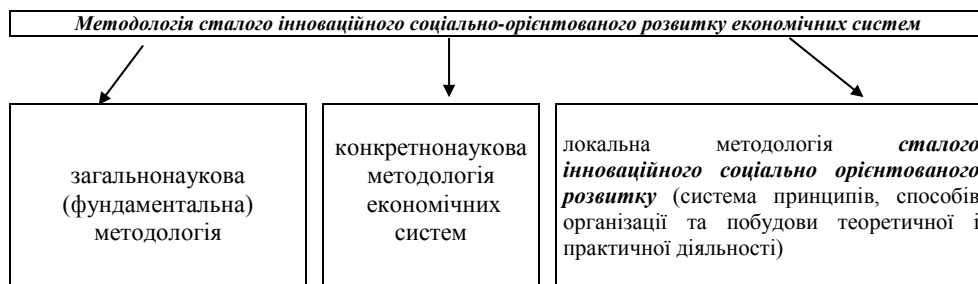 Методологія сталого інноваційного соціально-орієнтованого розвитку економічних систем
загальнонаукова
(фундаментальна)
методологія
конкретнонаукова
методологія
економічних
систем
локальна методологія сталого
інноваційного соціально орієнтованого
розвитку (система принципів, способів
організації та побудови теоретичної і
практичної діяльності)